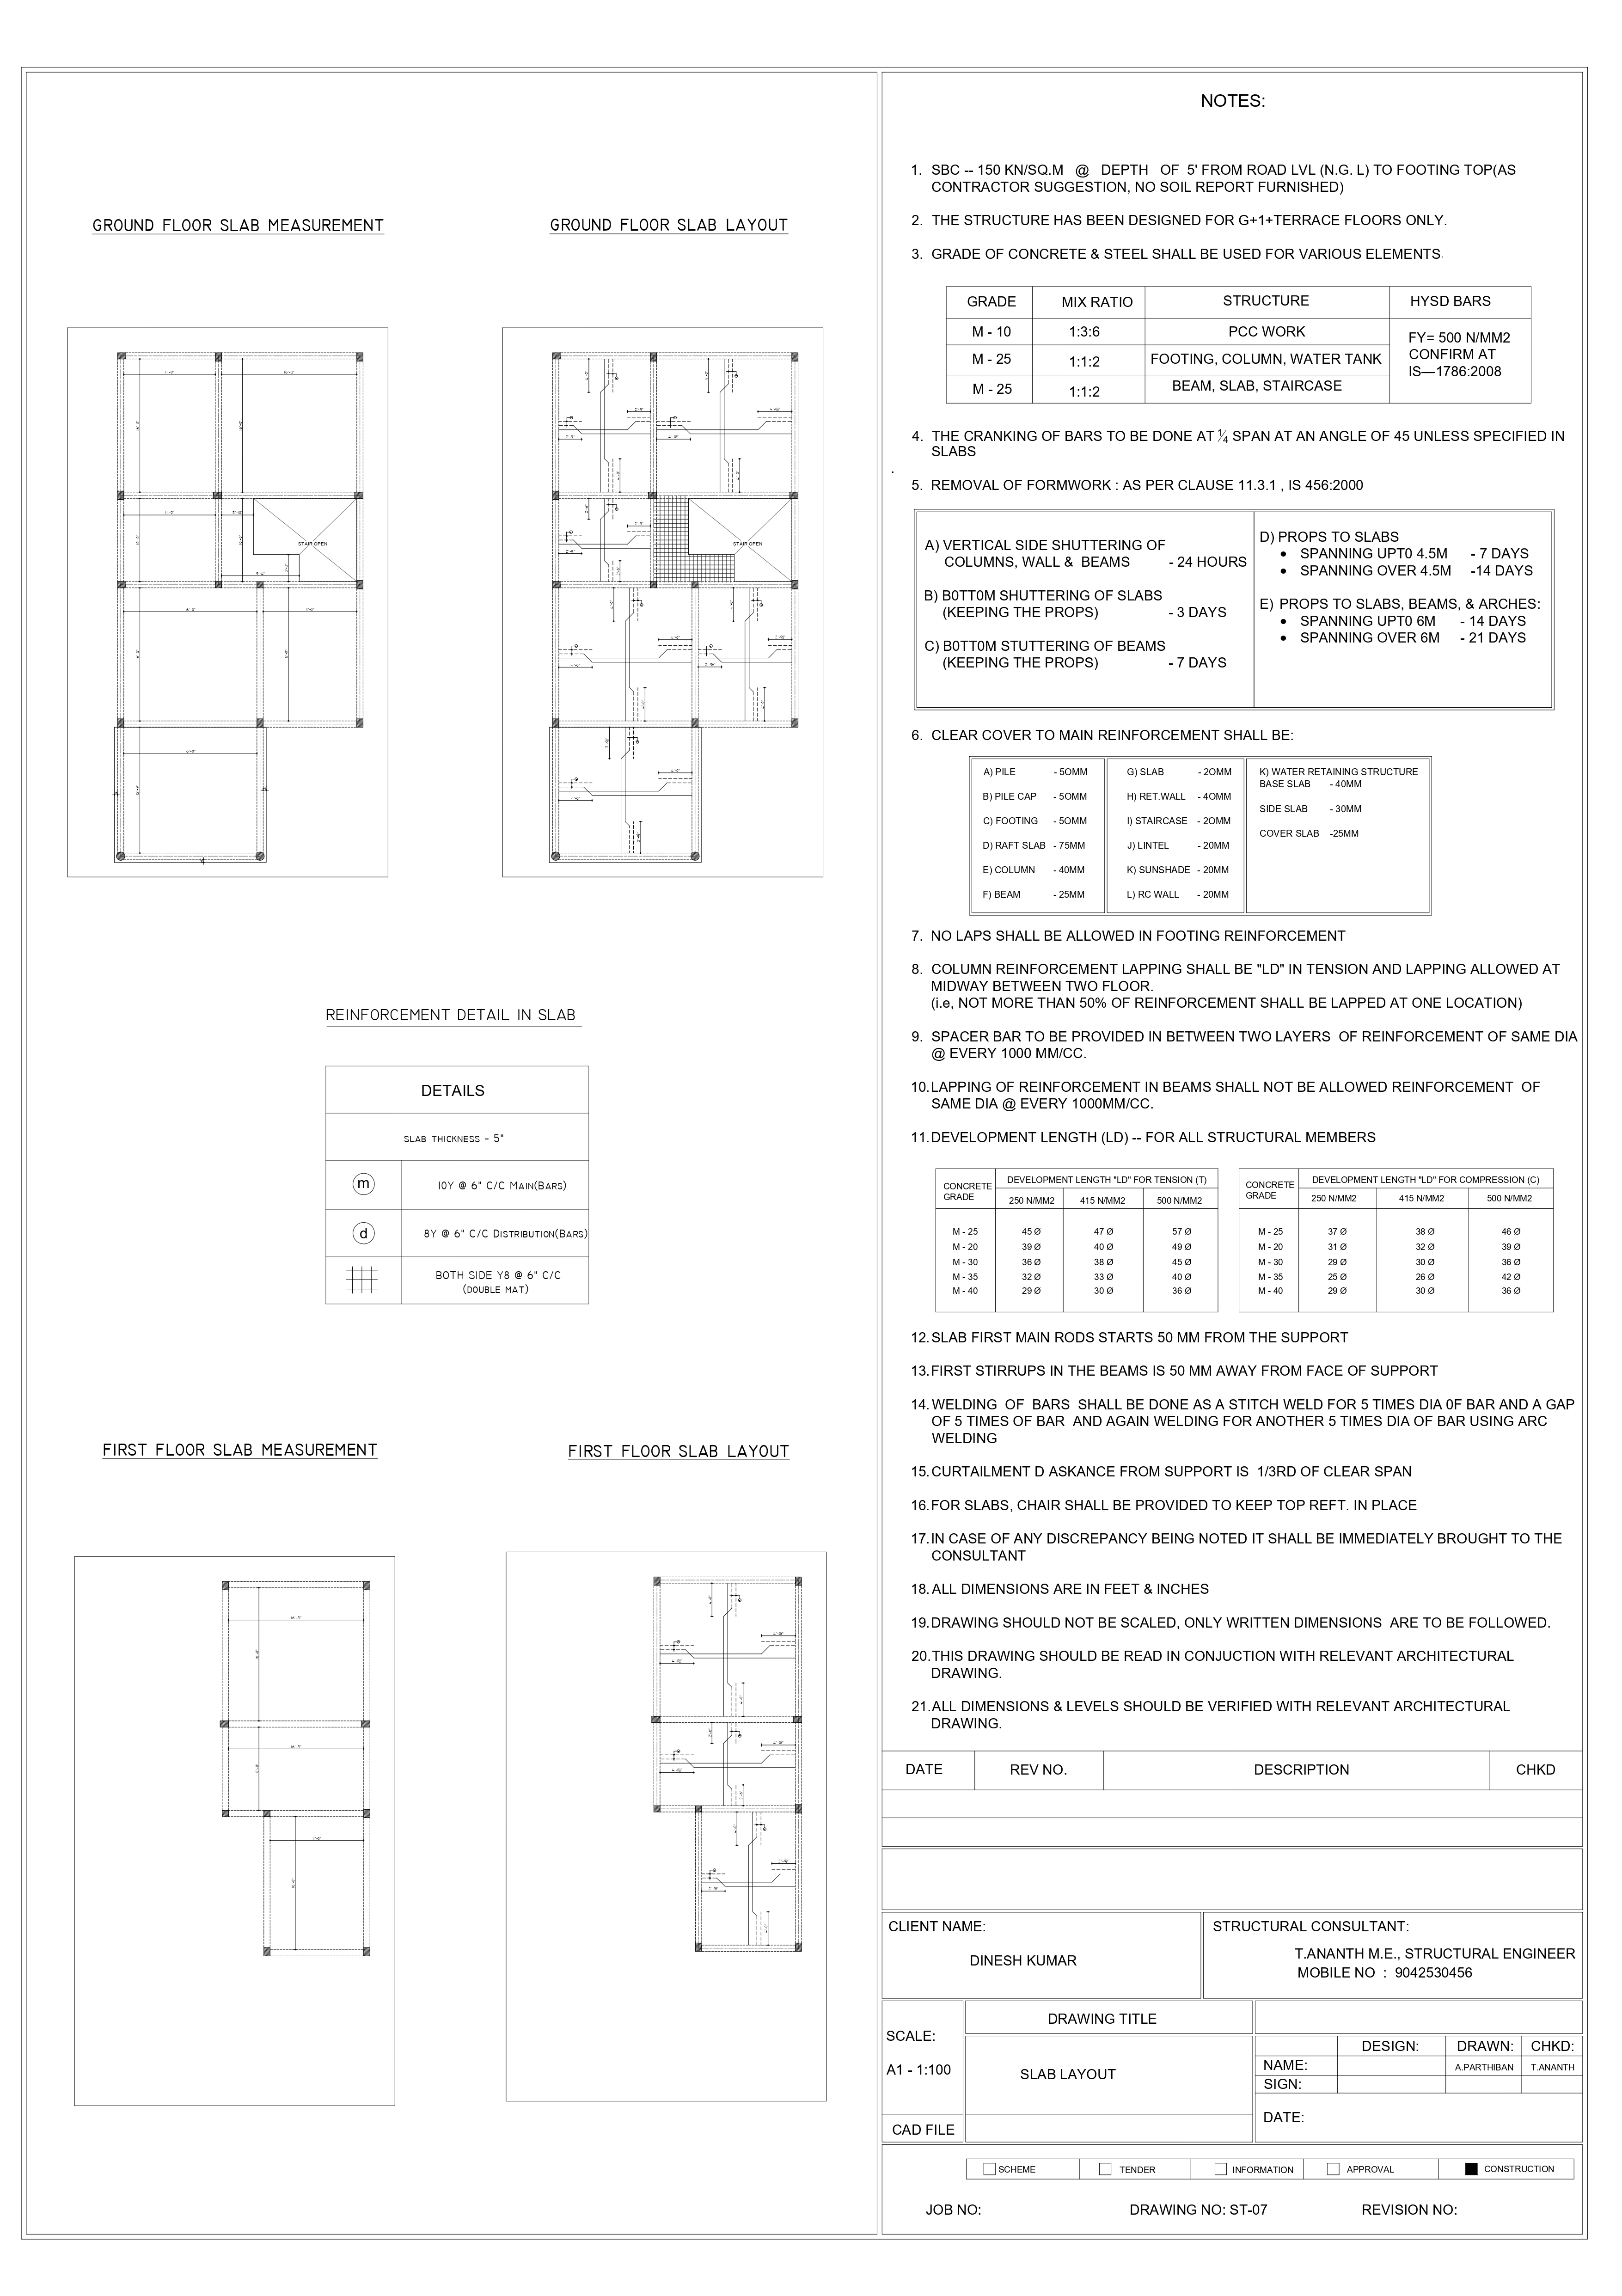 GROUND FLOOR SLAB MEASUREMENT
GROUND FLOOR SLAB LAYOUT
STAIR OPEN
STAIR OPEN
REINFORCEMENT DETAIL IN SLAB
DETAILS
SLAB THICKNESS - 5"
m
10Y @ 6" C/C MAIN(BARS)
d
8Y @ 6" C/C DISTRIBUTION(BARS)
BOTH SIDE Y8 @ 6" C/C
(DOUBLE MAT)
FIRST FLOOR SLAB MEASUREMENT
FIRST FLOOR SLAB LAYOUT
NOTES:
1. SBC -- 150 KN/SQ.M @ DEPTH OF 5' FROM ROAD LVL (N.G. L) TO FOOTING TOP(AS
CONTRACTOR SUGGESTION, NO SOIL REPORT FURNISHED)
2. THE STRUCTURE HAS BEEN DESIGNED FOR G+1+TERRACE FLOORS ONLY.
3. GRADE OF CONCRETE & STEEL SHALL BE USED FOR VARIOUS ELEMENTS.
GRADE MIX RATIO STRUCTURE HYSD BARS
M - 10 1:3:6 PCC WORK
M - 25 1:1:2 FOOTING, COLUMN, WATER TANK
M - 25 1:1:2 BEAM, SLAB, STAIRCASE
FY= 500 N/MM2
CONFIRM AT
IS—1786:2008
4. THE CRANKING OF BARS TO BE DONE AT ¼ SPAN AT AN ANGLE OF 45 UNLESS SPECIFIED IN
SLABS
5. REMOVAL OF FORMWORK : AS PER CLAUSE 11.3.1 , IS 456:2000
A) VERTICAL SIDE SHUTTERING OF
COLUMNS, WALL & BEAMS - 24 HOURS
B) B0TT0M SHUTTERING OF SLABS
(KEEPING THE PROPS) - 3 DAYS
C) B0TT0M STUTTERING OF BEAMS
(KEEPING THE PROPS) - 7 DAYS
D) PROPS TO SLABS
• SPANNING UPT0 4.5M - 7 DAYS
• SPANNING OVER 4.5M -14 DAYS
E) PROPS TO SLABS, BEAMS, & ARCHES:
• SPANNING UPT0 6M - 14 DAYS
• SPANNING OVER 6M - 21 DAYS
6. CLEAR COVER TO MAIN REINFORCEMENT SHALL BE:
A) PILE - 5OMM
B) PILE CAP - 5OMM
C) FOOTING - 5OMM
D) RAFT SLAB - 75MM
E) COLUMN - 40MM
F) BEAM - 25MM
G) SLAB - 2OMM
H) RET.WALL - 4OMM
I) STAIRCASE - 2OMM
J) LINTEL - 20MM
K) SUNSHADE - 20MM
L) RC WALL - 20MM
K) WATER RETAINING STRUCTURE
BASE SLAB - 40MM
SIDE SLAB - 30MM
COVER SLAB -25MM
7. NO LAPS SHALL BE ALLOWED IN FOOTING REINFORCEMENT
8. COLUMN REINFORCEMENT LAPPING SHALL BE "LD" IN TENSION AND LAPPING ALLOWED AT
MIDWAY BETWEEN TWO FLOOR.
(i.e, NOT MORE THAN 50% OF REINFORCEMENT SHALL BE LAPPED AT ONE LOCATION)
9. SPACER BAR TO BE PROVIDED IN BETWEEN TWO LAYERS OF REINFORCEMENT OF SAME DIA
@ EVERY 1000 MM/CC.
10. LAPPING OF REINFORCEMENT IN BEAMS SHALL NOT BE ALLOWED REINFORCEMENT OF
SAME DIA @ EVERY 1000MM/CC.
11. DEVELOPMENT LENGTH (LD) -- FOR ALL STRUCTURAL MEMBERS
CONCRETE GRADE DEVELOPMENT LENGTH "LD" FOR TENSION (T)
250 N/MM2 415 N/MM2 500 N/MM2
M - 25 45 Ø 47 Ø 57 Ø
M - 20 39 Ø 40 Ø 49 Ø
M - 30 36 Ø 38 Ø 45 Ø
M - 35 32 Ø 33 Ø 40 Ø
M - 40 29 Ø 30 Ø 36 Ø
CONCRETE GRADE DEVELOPMENT LENGTH "LD" FOR COMPRESSION (C)
250 N/MM2 415 N/MM2 500 N/MM2
M - 25 37 Ø 38 Ø 46 Ø
M - 20 31 Ø 32 Ø 39 Ø
M - 30 29 Ø 30 Ø 36 Ø
M - 35 25 Ø 26 Ø 42 Ø
M - 40 29 Ø 30 Ø 36 Ø
12. SLAB FIRST MAIN RODS STARTS 50 MM FROM THE SUPPORT
13. FIRST STIRRUPS IN THE BEAMS IS 50 MM AWAY FROM FACE OF SUPPORT
14. WELDING OF BARS SHALL BE DONE AS A STITCH WELD FOR 5 TIMES DIA 0F BAR AND A GAP
OF 5 TIMES OF BAR AND AGAIN WELDING FOR ANOTHER 5 TIMES DIA OF BAR USING ARC
WELDING
15. CURTAILMENT D ASKANCE FROM SUPPORT IS 1/3RD OF CLEAR SPAN
16. FOR SLABS, CHAIR SHALL BE PROVIDED TO KEEP TOP REFT. IN PLACE
17. IN CASE OF ANY DISCREPANCY BEING NOTED IT SHALL BE IMMEDIATELY BROUGHT TO THE
CONSULTANT
18. ALL DIMENSIONS ARE IN FEET & INCHES
19. DRAWING SHOULD NOT BE SCALED, ONLY WRITTEN DIMENSIONS ARE TO BE FOLLOWED.
20. THIS DRAWING SHOULD BE READ IN CONJUCTION WITH RELEVANT ARCHITECTURAL
DRAWING.
21. ALL DIMENSIONS & LEVELS SHOULD BE VERIFIED WITH RELEVANT ARCHITECTURAL
DRAWING.
DATE REV NO. DESCRIPTION CHKD
CLIENT NAME:
DINESH KUMAR
STRUCTURAL CONSULTANT:
T.ANANTH M.E., STRUCTURAL ENGINEER
MOBILE NO : 9042530456
SCALE:
A1 - 1:100
DRAWING TITLE
SLAB LAYOUT
CAD FILE
DESIGN: DRAWN: CHKD:
NAME: A.PARTHIBAN T.ANANTH
SIGN:
DATE:
SCHEME TENDER INFORMATION APPROVAL CONSTRUCTION
JOB NO: DRAWING NO: ST-07 REVISION NO: